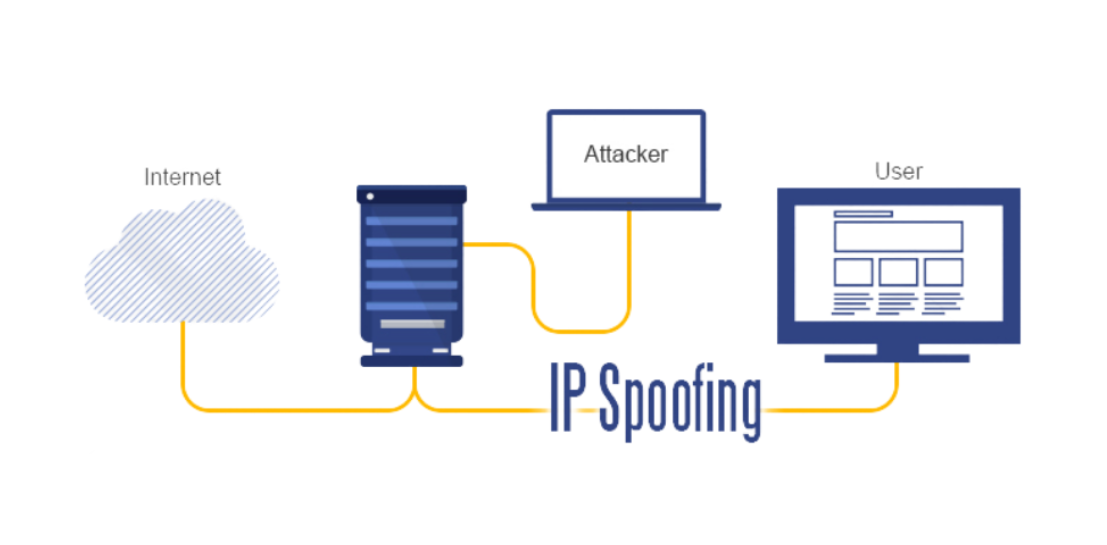 Internet
Attacker
User
IP Spoofing